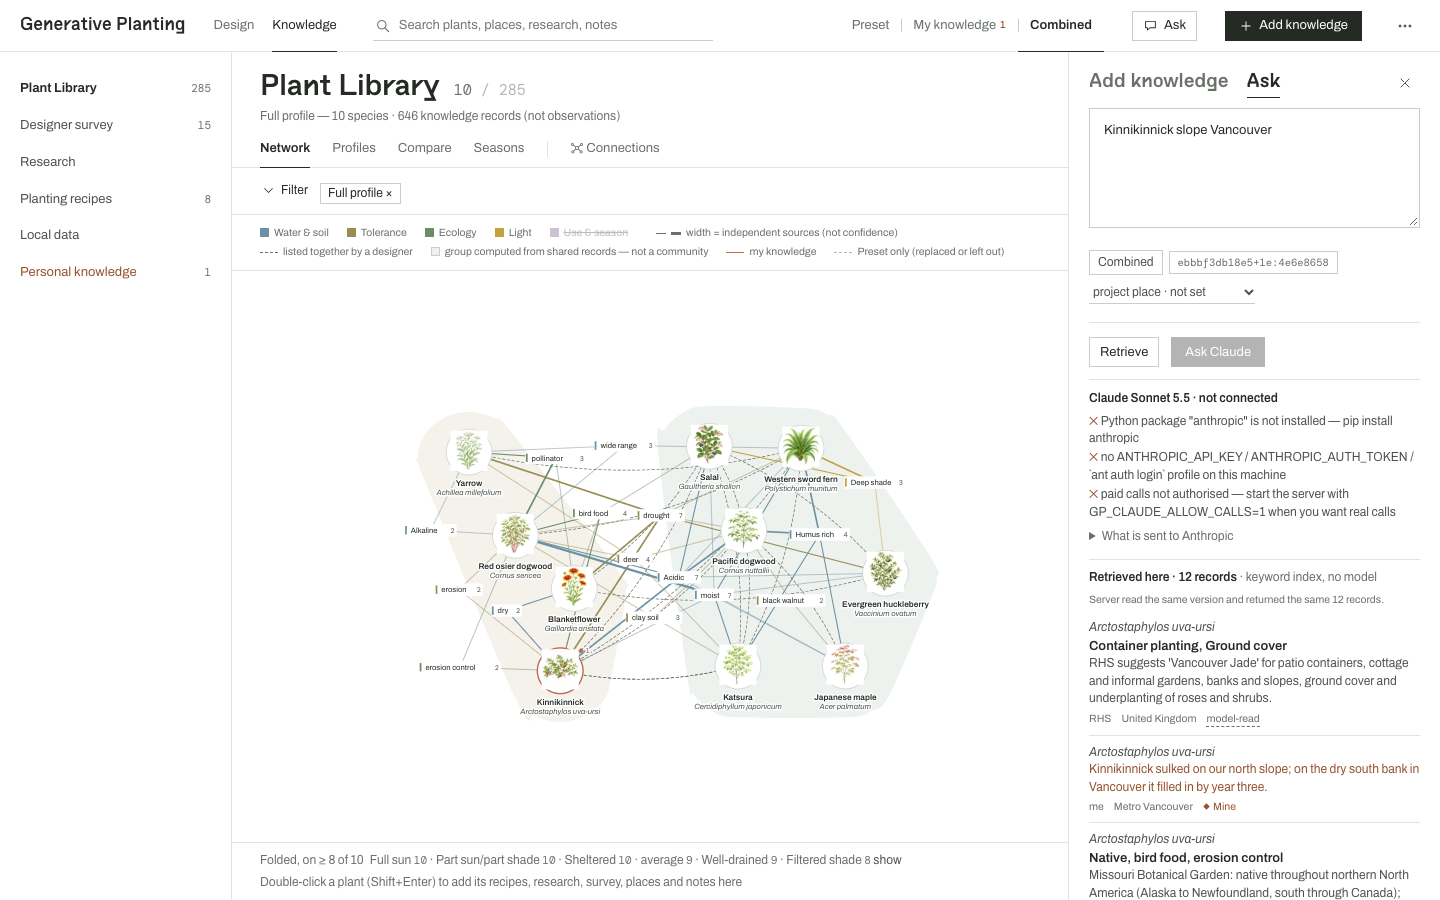 Generative Planting
Design
Knowledge
Search plants, places, research, notes
Preset
My knowledge 1
Combined
Ask
+ Add knowledge
Plant Library 285
Designer survey 15
Research
Planting recipes 8
Local data
Personal knowledge 1
Plant Library 10 / 285
Full profile — 10 species · 646 knowledge records (not observations)
Network
Profiles
Compare
Seasons
Connections
Filter
Full profile ×
Water & soil
Tolerance
Ecology
Light
Use & season
width = independent sources (not confidence)
listed together by a designer
group computed from shared records — not a community
my knowledge
Preset only (replaced or left out)
wide range 3
pollinator 3
Yarrow
Achillea millefolium
Salal
Gaultheria shallon
Western sword fern
Polystichum munitum
Deep shade 3
bird food 4
drought 7
Alkaline 2
Humus rich 4
deer 4
Pacific dogwood
Cornus nuttallii
Red osier dogwood
Cornus sericea
Acidic 7
erosion 2
moist 7
black walnut 2
Evergreen huckleberry
Vaccinium ovatum
dry 2
Blanketflower
Gaillardia aristata
clay soil 3
1
erosion control 2
Kinnikinnick
Arctostaphylos uva-ursi
Katsura
Cercidiphyllum japonicum
Japanese maple
Acer palmatum
Folded, on ≥ 8 of 10 Full sun 10 · Part sun/part shade 10 · Sheltered 10 · average 9 · Well-drained 9 · Filtered shade 8 show
Double-click a plant (Shift+Enter) to add its recipes, research, survey, places and notes here
Add knowledge
Ask
Kinnikinnick slope Vancouver
Combined
ebbbf3db18e5+1e:4e6e8658
project place · not set
Retrieve
Ask Claude
Claude Sonnet 5.5 · not connected
✕ Python package "anthropic" is not installed — pip install
anthropic
✕ no ANTHROPIC_API_KEY / ANTHROPIC_AUTH_TOKEN /
`ant auth login` profile on this machine
✕ paid calls not authorised — start the server with
GP_CLAUDE_ALLOW_CALLS=1 when you want real calls
What is sent to Anthropic
Retrieved here · 12 records · keyword index, no model
Server read the same version and returned the same 12 records.
Arctostaphylos uva-ursi
Container planting, Ground cover
RHS suggests 'Vancouver Jade' for patio containers, cottage
and informal gardens, banks and slopes, ground cover and
underplanting of roses and shrubs.
RHS United Kingdom model-read
Arctostaphylos uva-ursi
Kinnikinnick sulked on our north slope; on the dry south bank in
Vancouver it filled in by year three.
me Metro Vancouver ◆ Mine
Arctostaphylos uva-ursi
Native, bird food, erosion control
Missouri Botanical Garden: native throughout northern North
America (Alaska to Newfoundland, south through Canada);